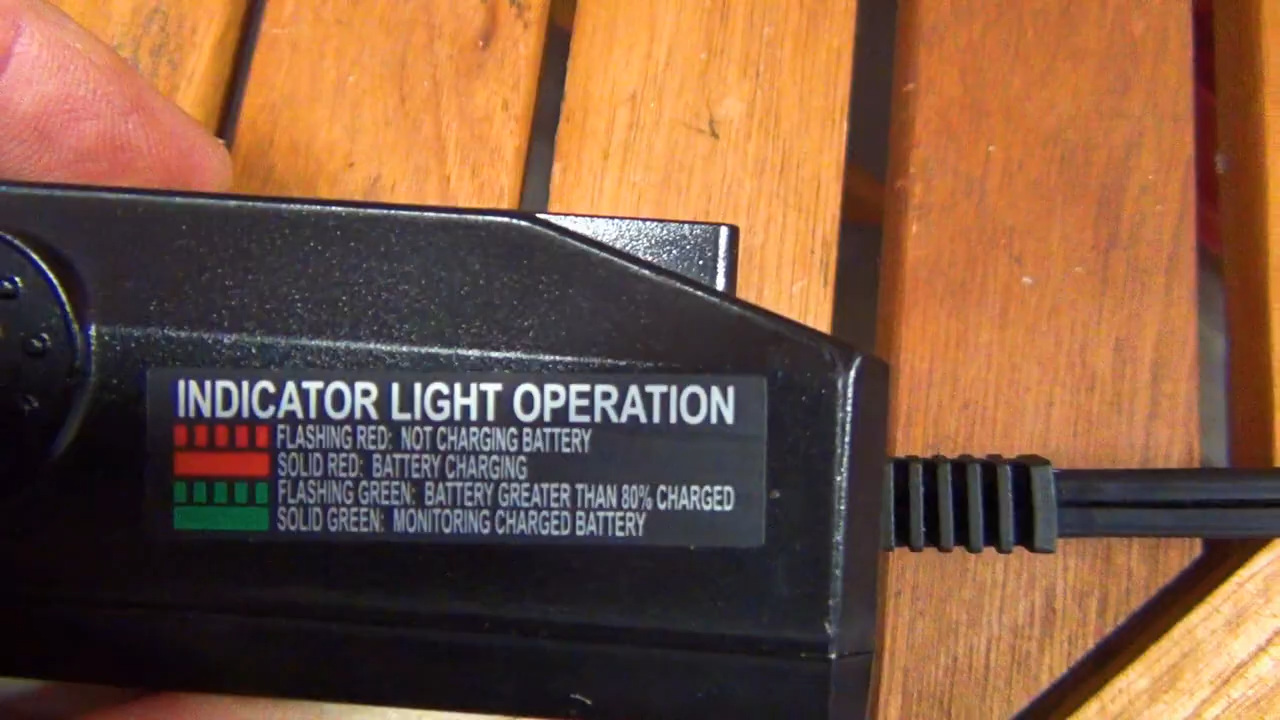 INDICATOR LIGHT OPERATION
FLASHING RED: NOT CHARGING BATTERY
SOLID RED: BATTERY CHARGING
FLASHING GREEN: BATTERY GREATER THAN 80% CHARGED
SOLID GREEN: MONITORING CHARGED BATTERY